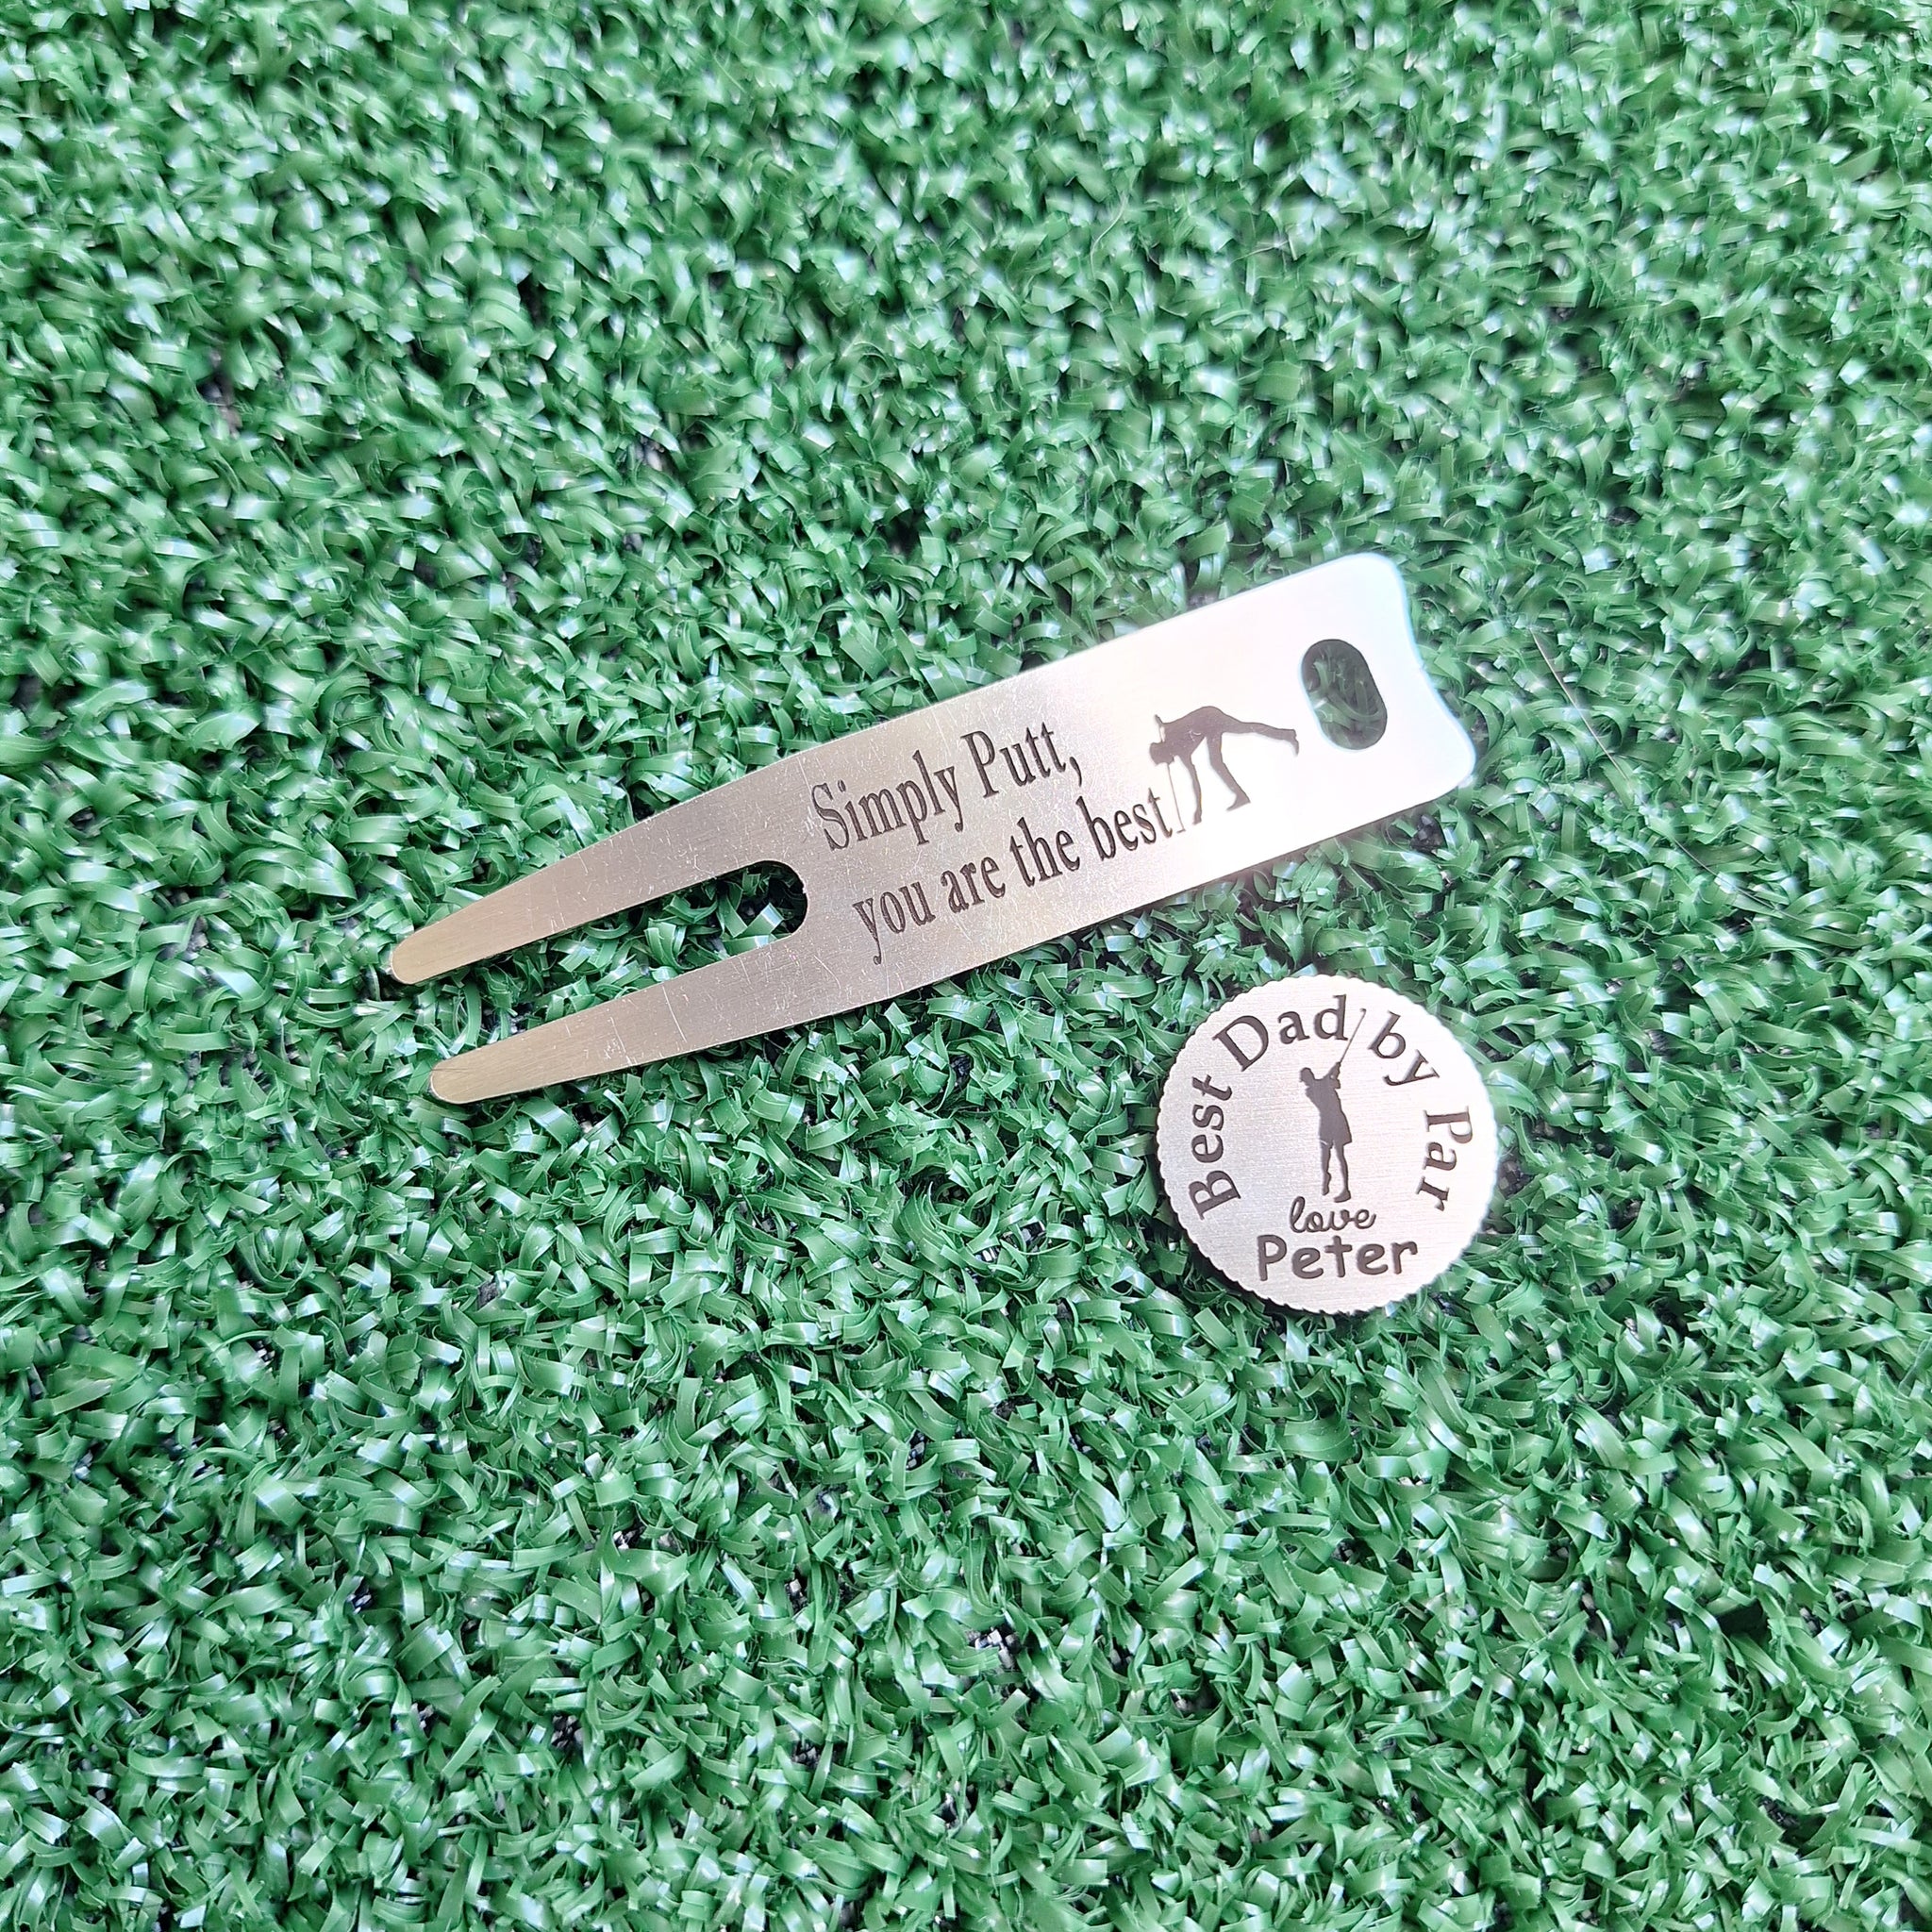 Simply Putt,
you are the best
Best Dad by Par
love
Peter